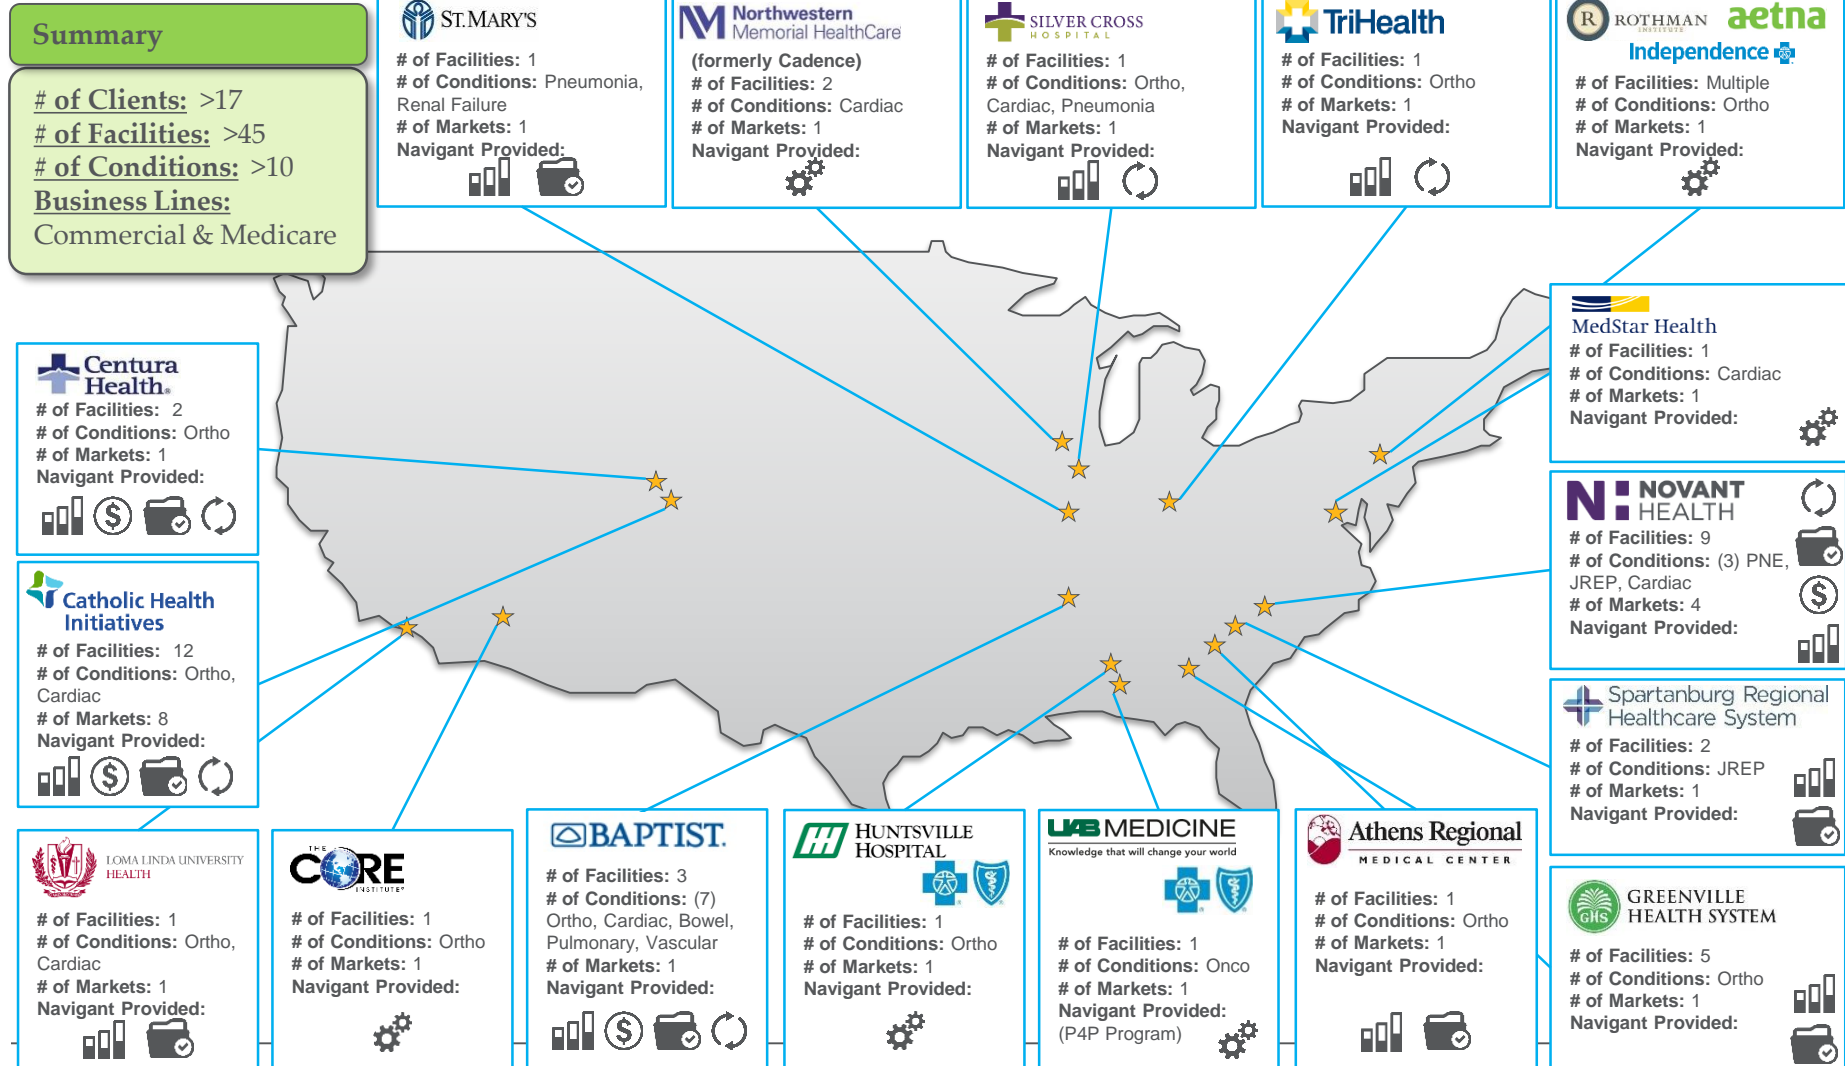 Summary
# of Clients: >17
# of Facilities: >45
# of Conditions: >10
Business Lines:
Commercial & Medicare
ST. MARY'S
# of Facilities: 1
# of Conditions: Pneumonia,
Renal Failure
# of Markets: 1
Navigant Provided:
Northwestern
Memorial HealthCare
(formerly Cadence)
# of Facilities: 2
# of Conditions: Cardiac
# of Markets: 1
Navigant Provided:
SILVER CROSS
HOSPITAL
# of Facilities: 1
# of Conditions: Ortho,
Cardiac, Pneumonia
# of Markets: 1
Navigant Provided:
TriHealth
# of Facilities: 1
# of Conditions: Ortho
# of Markets: 1
Navigant Provided:
R ROTHMAN
INSTITUTE
aetna
Independence
# of Facilities: Multiple
# of Conditions: Ortho
# of Markets: 1
Navigant Provided:
MedStar Health
# of Facilities: 1
# of Conditions: Cardiac
# of Markets: 1
Navigant Provided:
Centura
Health®
# of Facilities: 2
# of Conditions: Ortho
# of Markets: 1
Navigant Provided:
$
NOVANT
HEALTH
# of Facilities: 9
# of Conditions: (3) PNE,
JREP, Cardiac
# of Markets: 4
Navigant Provided:
$
Catholic Health
Initiatives
# of Facilities: 12
# of Conditions: Ortho,
Cardiac
# of Markets: 8
Navigant Provided:
$
Spartanburg Regional
Healthcare System
# of Facilities: 2
# of Conditions: JREP
# of Markets: 1
Navigant Provided:
LOMA LINDA UNIVERSITY
HEALTH
# of Facilities: 1
# of Conditions: Ortho,
Cardiac
# of Markets: 1
Navigant Provided:
THE
CORE
INSTITUTE®
# of Facilities: 1
# of Conditions: Ortho
# of Markets: 1
Navigant Provided:
BAPTIST.
# of Facilities: 3
# of Conditions: (7)
Ortho, Cardiac, Bowel,
Pulmonary, Vascular
# of Markets: 1
Navigant Provided:
$
HUNTSVILLE
HOSPITAL
# of Facilities: 1
# of Conditions: Ortho
# of Markets: 1
Navigant Provided:
UAB MEDICINE
Knowledge that will change your world
# of Facilities: 1
# of Conditions: Onco
# of Markets: 1
Navigant Provided:
(P4P Program)
Athens Regional
MEDICAL CENTER
# of Facilities: 1
# of Conditions: Ortho
# of Markets: 1
Navigant Provided:
GHS
GREENVILLE
HEALTH SYSTEM
# of Facilities: 5
# of Conditions: Ortho
# of Markets: 1
Navigant Provided: